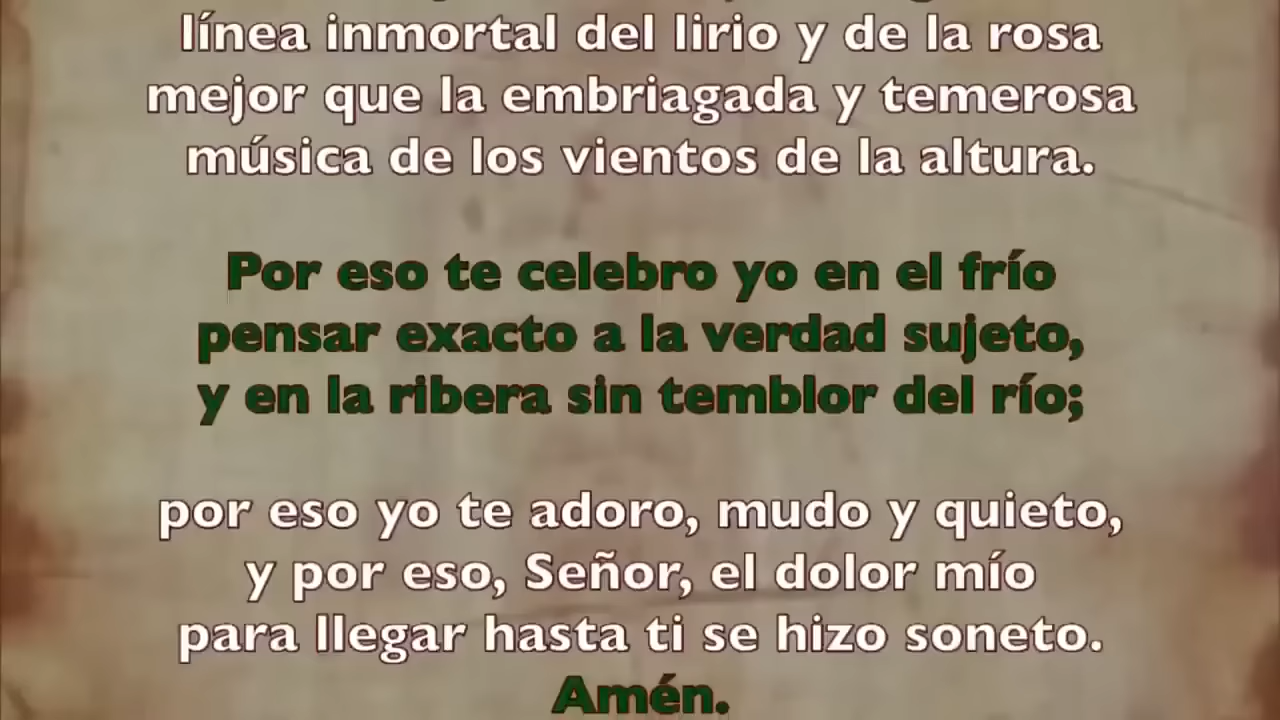 línea inmortal del lirio y de la rosa
mejor que la embriagada y temerosa
música de los vientos de la altura.
Por eso te celebro yo en el frío
pensar exacto a la verdad sujeto,
y en la ribera sin temblor del río;
por eso yo te adoro, mudo y quieto,
y por eso, Señor, el dolor mío
para llegar hasta ti se hizo soneto.
Amén.